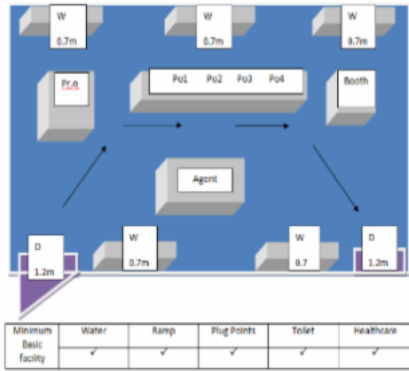 W W W
0.7m 0.7m 0.7m
Pr.o Po1 Po2 Po3 Po4 Booth
Agent
D W W D
1.2m 0.7m 0.7 1.2m
Minimum Basic facility Water Ramp Plug Points Toilet Healthcare
✓ ✓ ✓ ✓ ✓